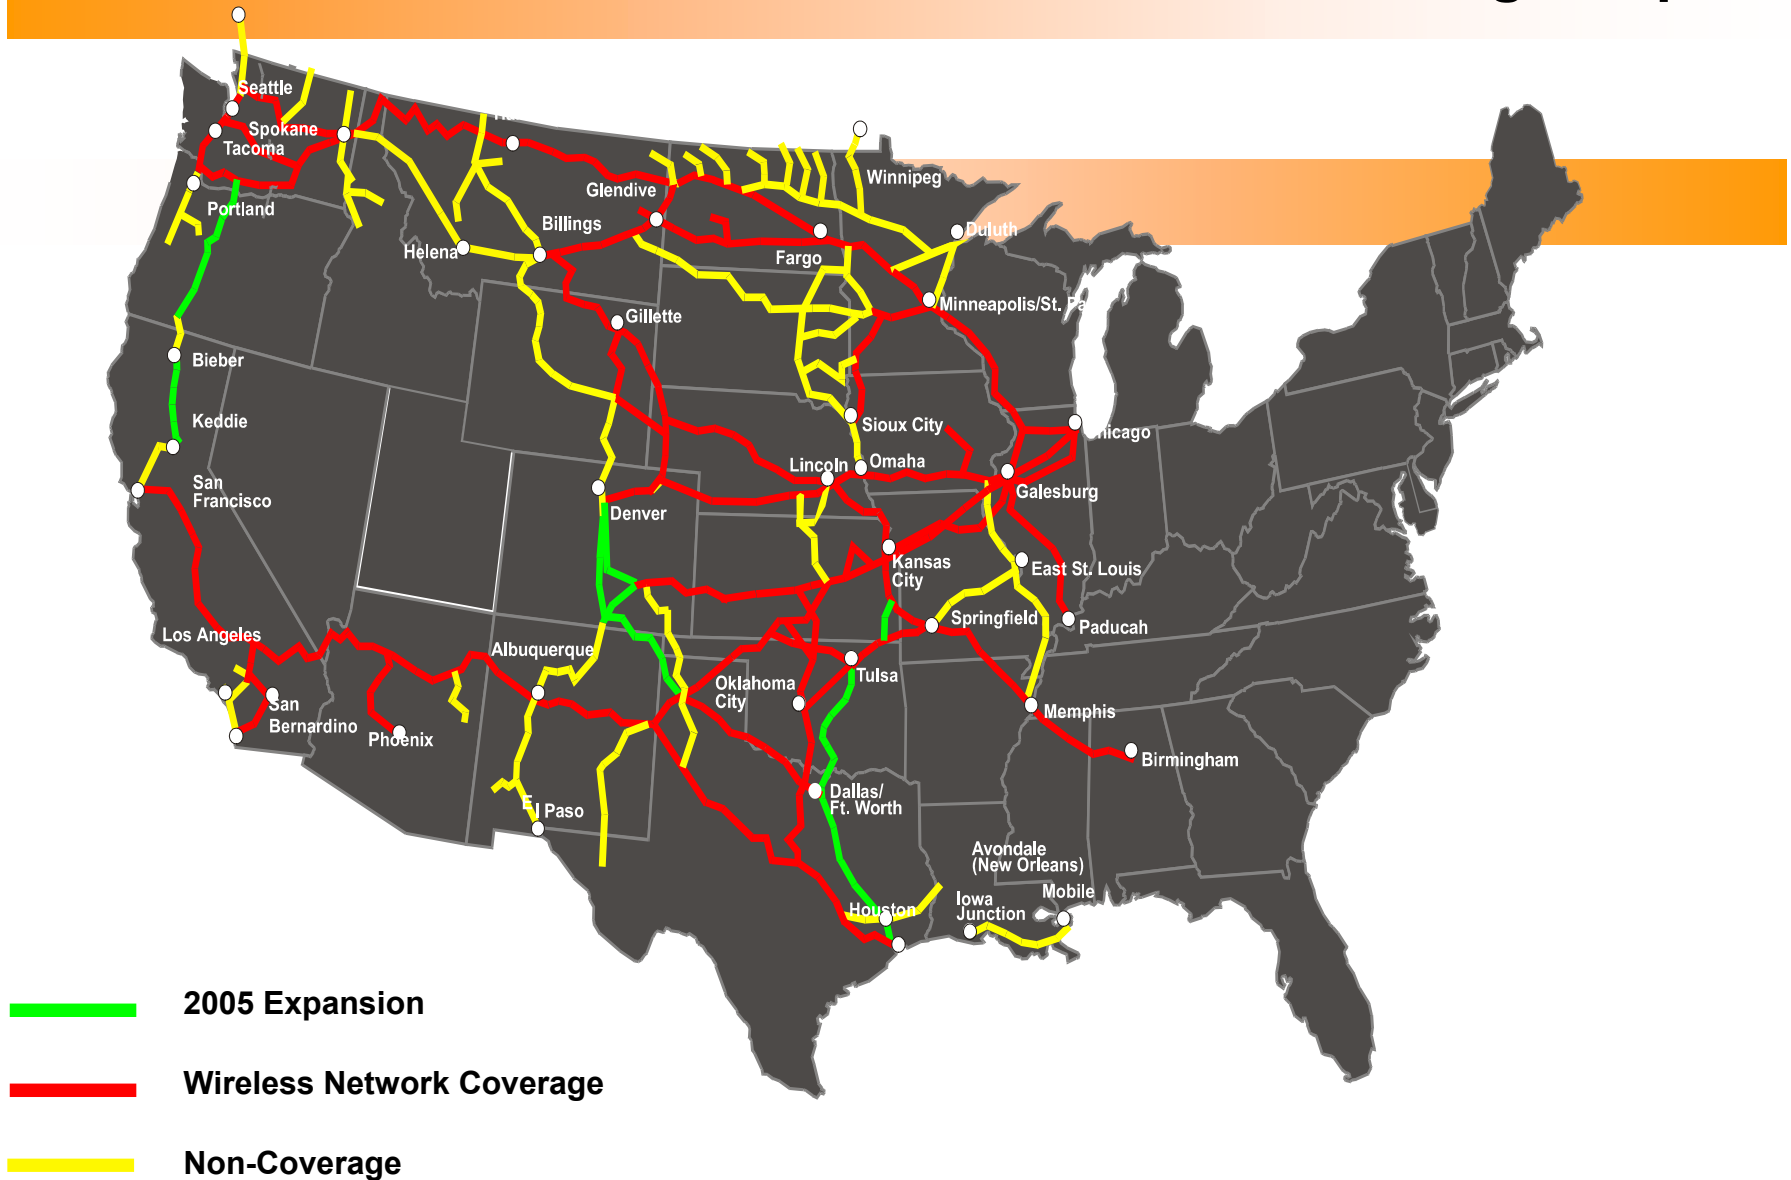 Seattle
Spokane
Tacoma
Glendive
Winnipeg
Portland
Billings
Duluth
Helena
Fargo
Minneapolis/St.
Gillette
Bieber
Keddie
Sioux City
Lincoln
Omaha
San
Francisco
Galesburg
Denver
Kansas
City
East St. Louis
Springfield
Paducah
Los Angeles
Albuquerque
Tulsa
Oklahoma
City
San
Bernardino
Memphis
Phoenix
Birmingham
Dallas/
Ft. Worth
El Paso
Avondale
(New Orleans)
Mobile
Iowa
Junction
Houston
2005 Expansion
Wireless Network Coverage
Non-Coverage